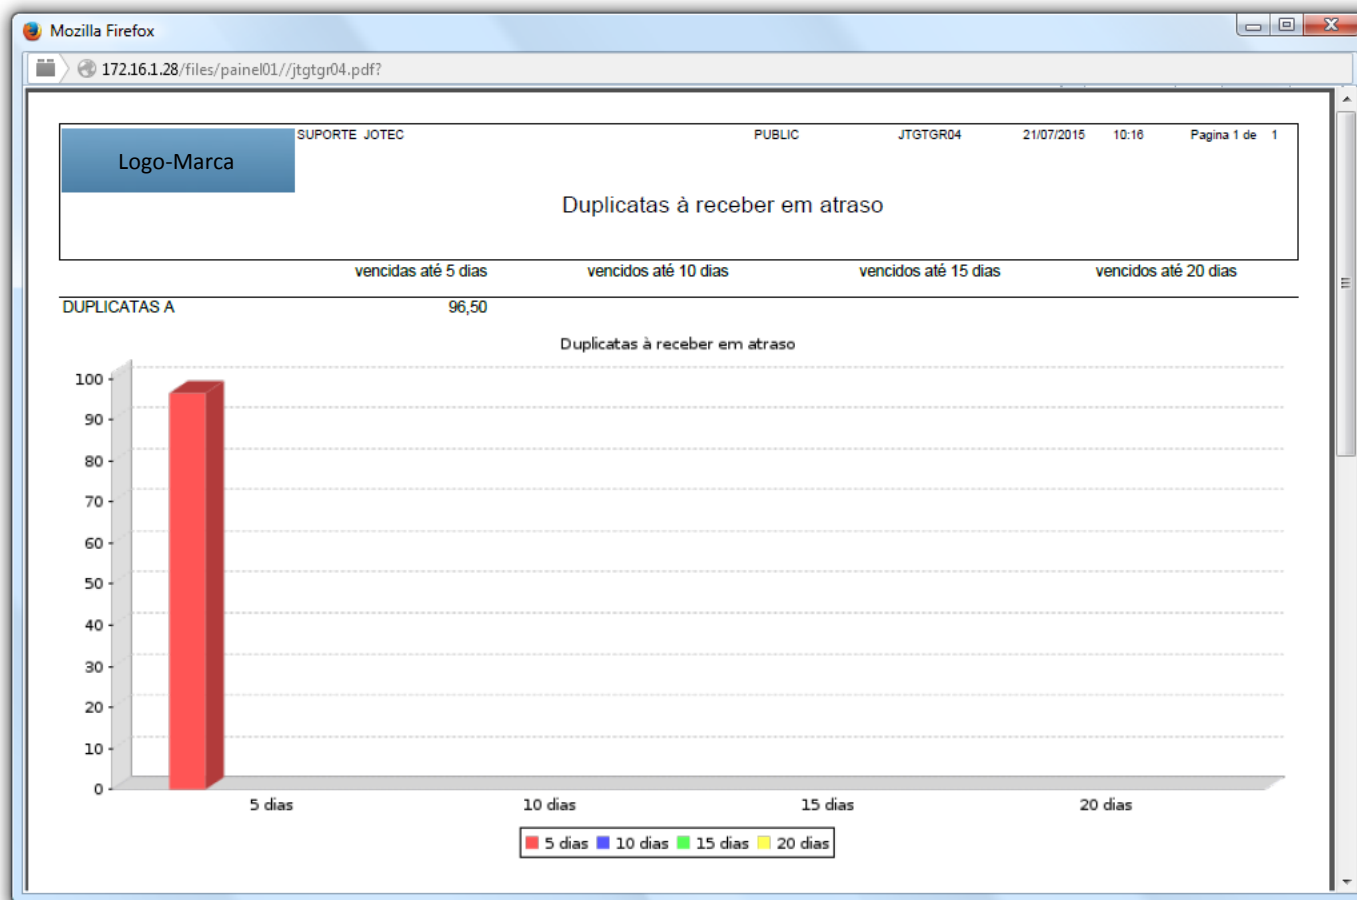 Mozilla Firefox
172.16.1.28/files/painel01//jtgtgr04.pdf?
Logo-Marca
SUPORTE JOTEC PUBLIC JTGTGR04 21/07/2015 10:16 Pagina 1 de 1
Duplicatas à receber em atraso
vencidas até 5 dias vencidos até 10 dias vencidos até 15 dias vencidos até 20 dias
DUPLICATAS A 96,50
Duplicatas à receber em atraso
100
90
80
70
60
50
40
30
20
10
0
5 dias 10 dias 15 dias 20 dias
5 dias 10 dias 15 dias 20 dias